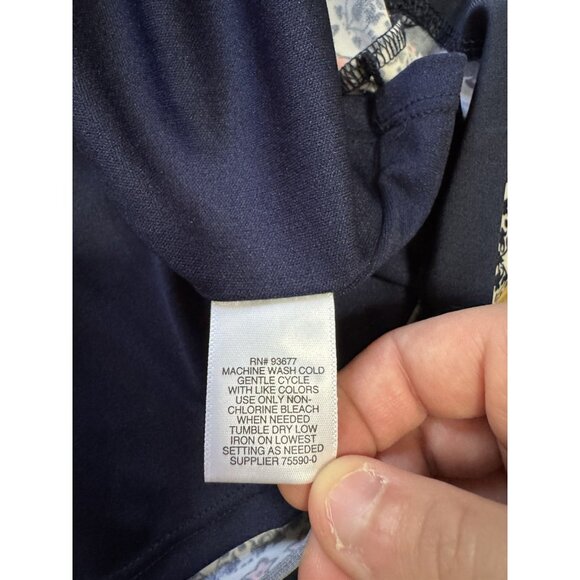 RN# 93677
MACHINE WASH COLD
GENTLE CYCLE
WITH LIKE COLORS
USE ONLY NON-
CHLORINE BLEACH
WHEN NEEDED
TUMBLE DRY LOW
IRON ON LOWEST
SETTING AS NEEDED
SUPPLIER 75590-0